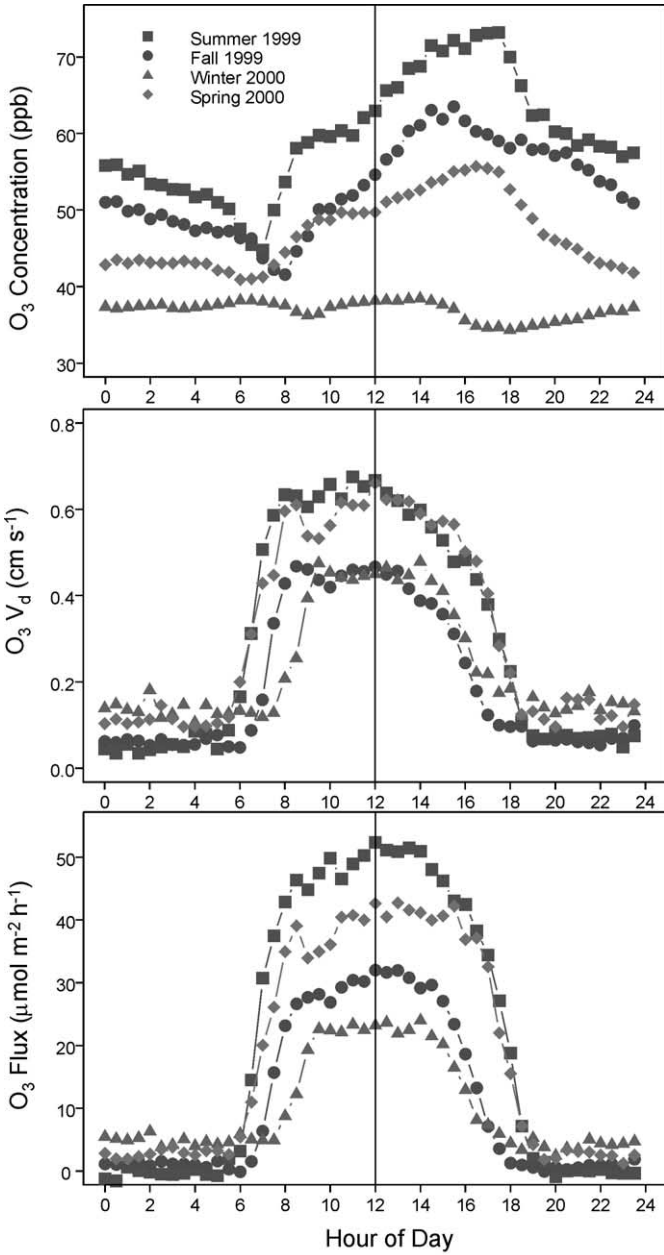 Summer 1999
Fall 1999
Winter 2000
Spring 2000
O₃ Concentration (ppb)
70
60
50
40
30
0 2 4 6 8 10 12 14 16 18 20 22 24
O₃ V_d (cm s⁻¹)
0.8
0.6
0.4
0.2
0.0
0 2 4 6 8 10 12 14 16 18 20 22 24
O₃ Flux (μmol m⁻² h⁻¹)
50
40
30
20
10
0
0 2 4 6 8 10 12 14 16 18 20 22 24
Hour of Day